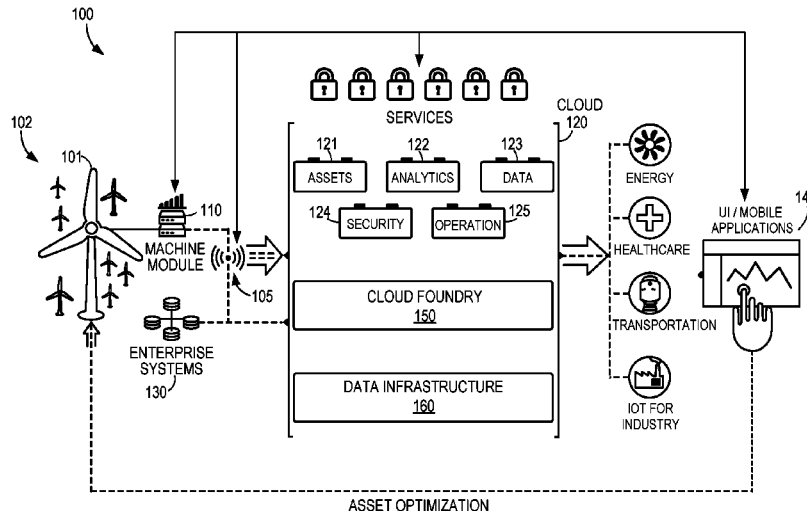 100
102
101
SERVICES
CLOUD
120
121
122
123
ASSETS
ANALYTICS
DATA
124
125
SECURITY
OPERATION
110
MACHINE
MODULE
105
ENTERPRISE
SYSTEMS
130
CLOUD FOUNDRY
150
DATA INFRASTRUCTURE
160
ENERGY
HEALTHCARE
TRANSPORTATION
IOT FOR
INDUSTRY
UI / MOBILE
APPLICATIONS
ASSET OPTIMIZATION